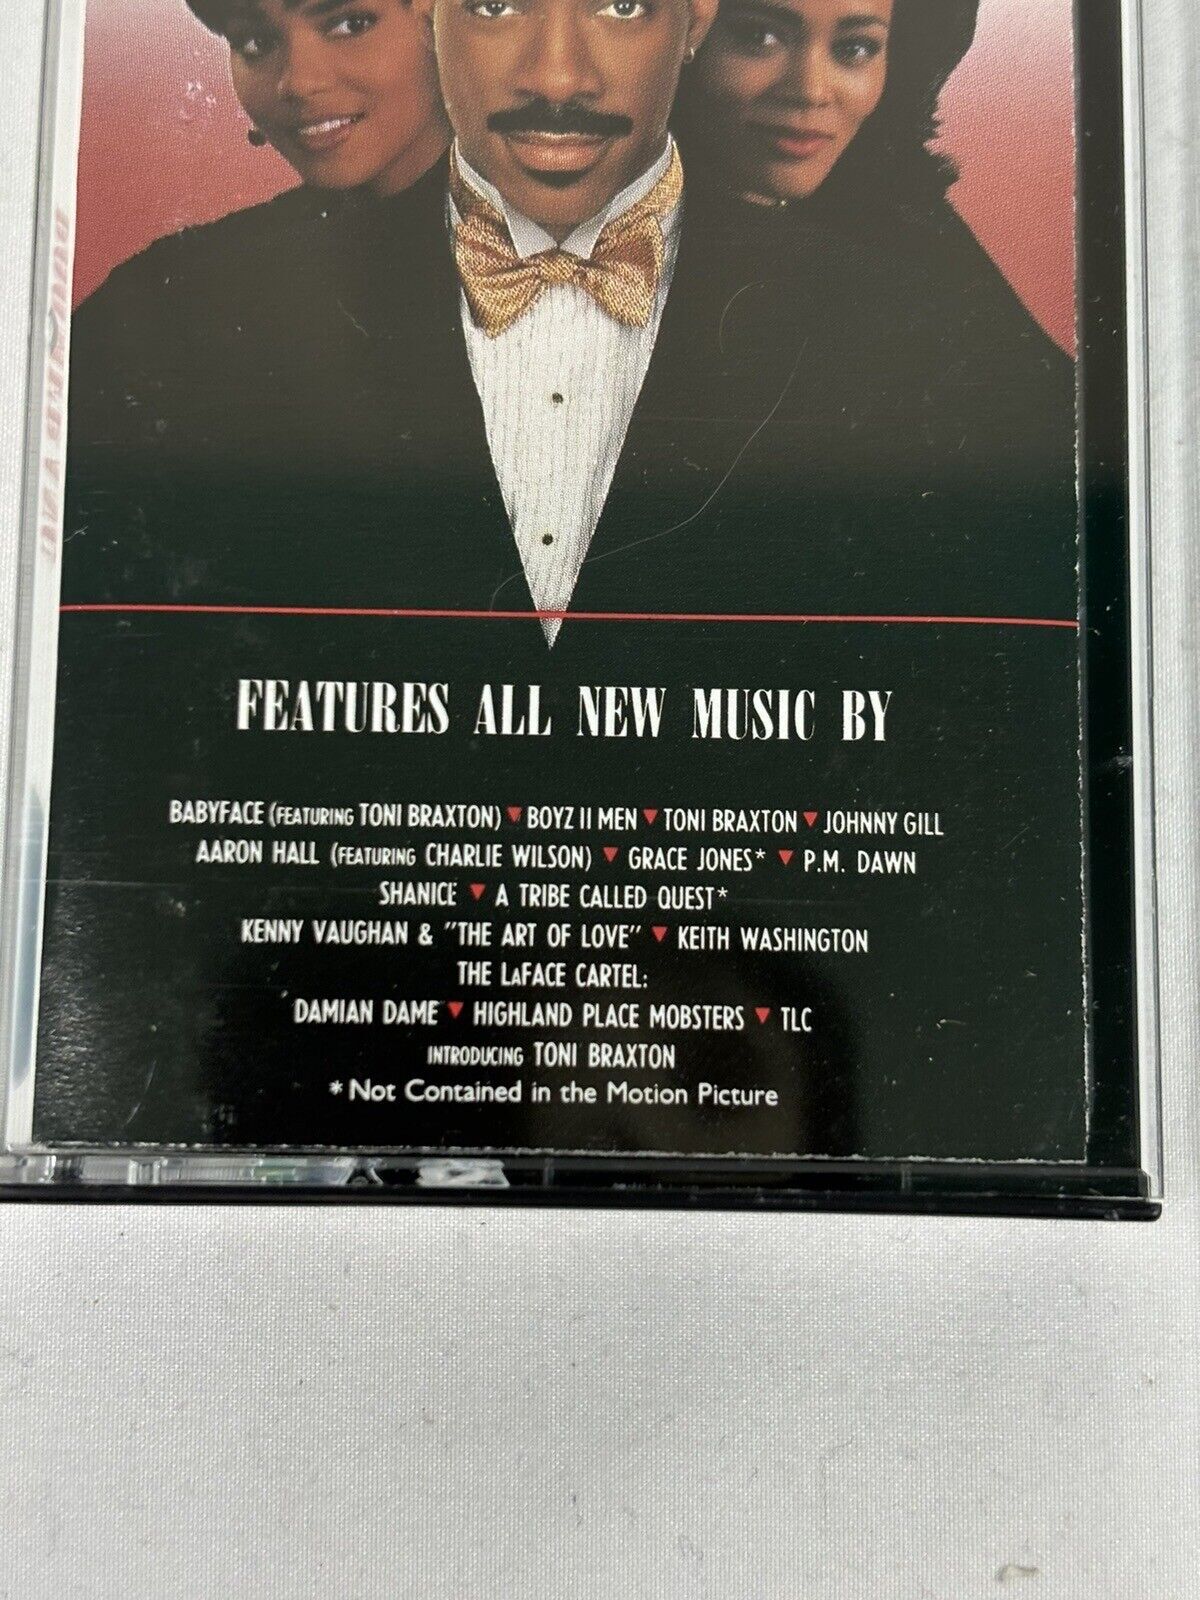 FEATURES ALL NEW MUSIC BY
BABYFACE (FEATURING TONI BRAXTON) ▼ BOYZ II MEN ▼ TONI BRAXTON ▼ JOHNNY GILL
AARON HALL (FEATURING CHARLIE WILSON) ▼ GRACE JONES* ▼ P.M. DAWN
SHANICE ▼ A TRIBE CALLED QUEST*
KENNY VAUGHAN & "THE ART OF LOVE" ▼ KEITH WASHINGTON
THE LAFACE CARTEL:
DAMIAN DAME ▼ HIGHLAND PLACE MOBSTERS ▼ TLC
INTRODUCING TONI BRAXTON
*Not Contained in the Motion Picture